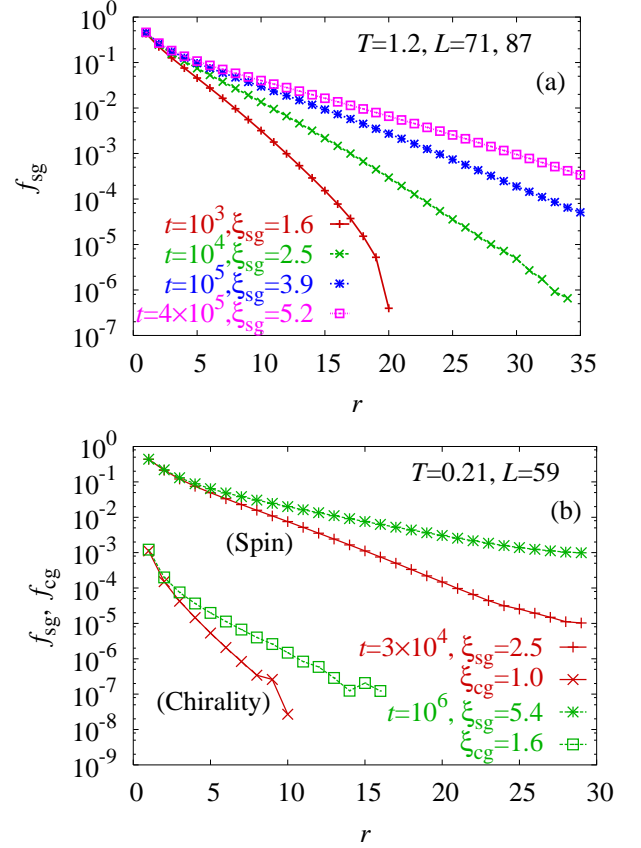 10^0
10^-1
10^-2
10^-3
10^-4
10^-5
10^-6
10^-7
f_sg
T=1.2, L=71, 87
(a)
t=10^3,ξ_sg=1.6
t=10^4,ξ_sg=2.5
t=10^5,ξ_sg=3.9
t=4×10^5,ξ_sg=5.2
0 5 10 15 20 25 30 35
r
10^0
10^-1
10^-2
10^-3
10^-4
10^-5
10^-6
10^-7
10^-8
10^-9
f_sg, f_cg
T=0.21, L=59
(b)
(Spin)
(Chirality)
t=3×10^4, ξ_sg=2.5
ξ_cg=1.0
t=10^6, ξ_sg=5.4
ξ_cg=1.6
0 5 10 15 20 25 30
r